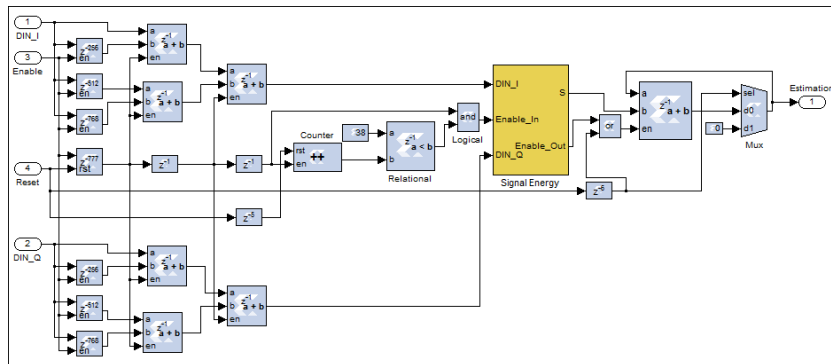 1
DIN_I
3
Enable
z-256
en
z-512
en
z-768
en
z-777
rst
4
Reset
2
DIN_Q
z-256
en
z-512
en
z-768
en
a
b
z-1
a + b
en
a
b
z-1
a + b
en
a
b
z-1
a + b
en
z-1
z-1
z-5
Counter
rst
en
++
38
a
b
z-1
a < b
Relational
and
Logical
DIN_I
S
Enable_In
Enable_Out
DIN_Q
Signal Energy
or
z-6
a
b
z-1
a + b
en
0
sel
d0
d1
Mux
Estimation
1
a
b
z-1
a + b
en
a
b
z-1
a + b
en
a
b
z-1
a + b
en